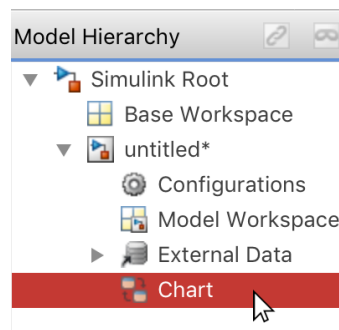 Model Hierarchy
Simulink Root
Base Workspace
untitled*
Configurations
Model Workspace
External Data
Chart